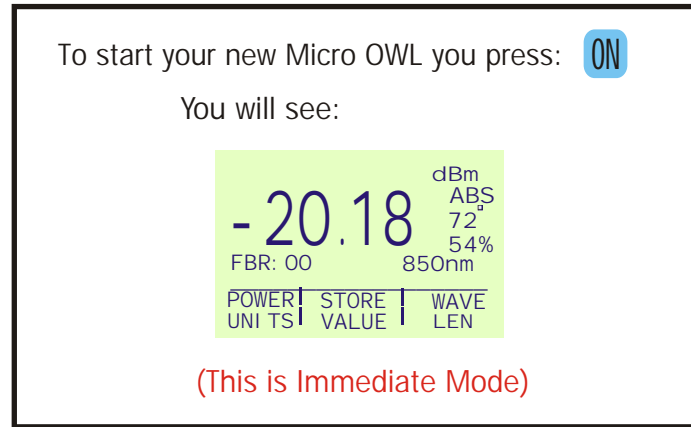 To start your new Micro OWL you press: ON
You will see:
dBm
ABS
-20.18
72°
54%
FBR: 00 850nm
POWER STORE WAVE
UNITS VALUE LEN
(This is Immediate Mode)